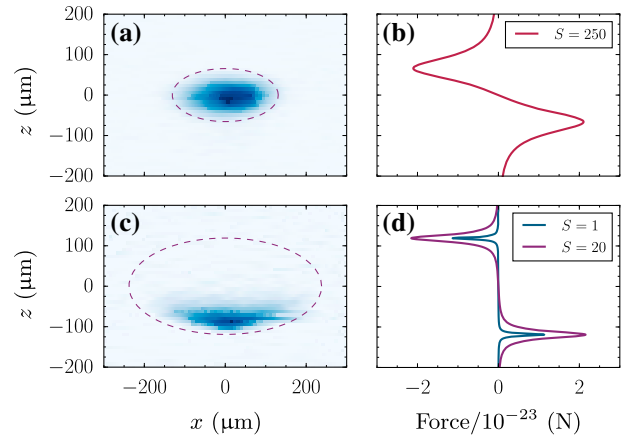 200
100
0
−100
−200
z (μm)
(a)
(b)
S = 250
200
100
0
−100
−200
z (μm)
(c)
(d)
S = 1
S = 20
−200
0
200
x (μm)
−2
0
2
Force/10⁻²³ (N)